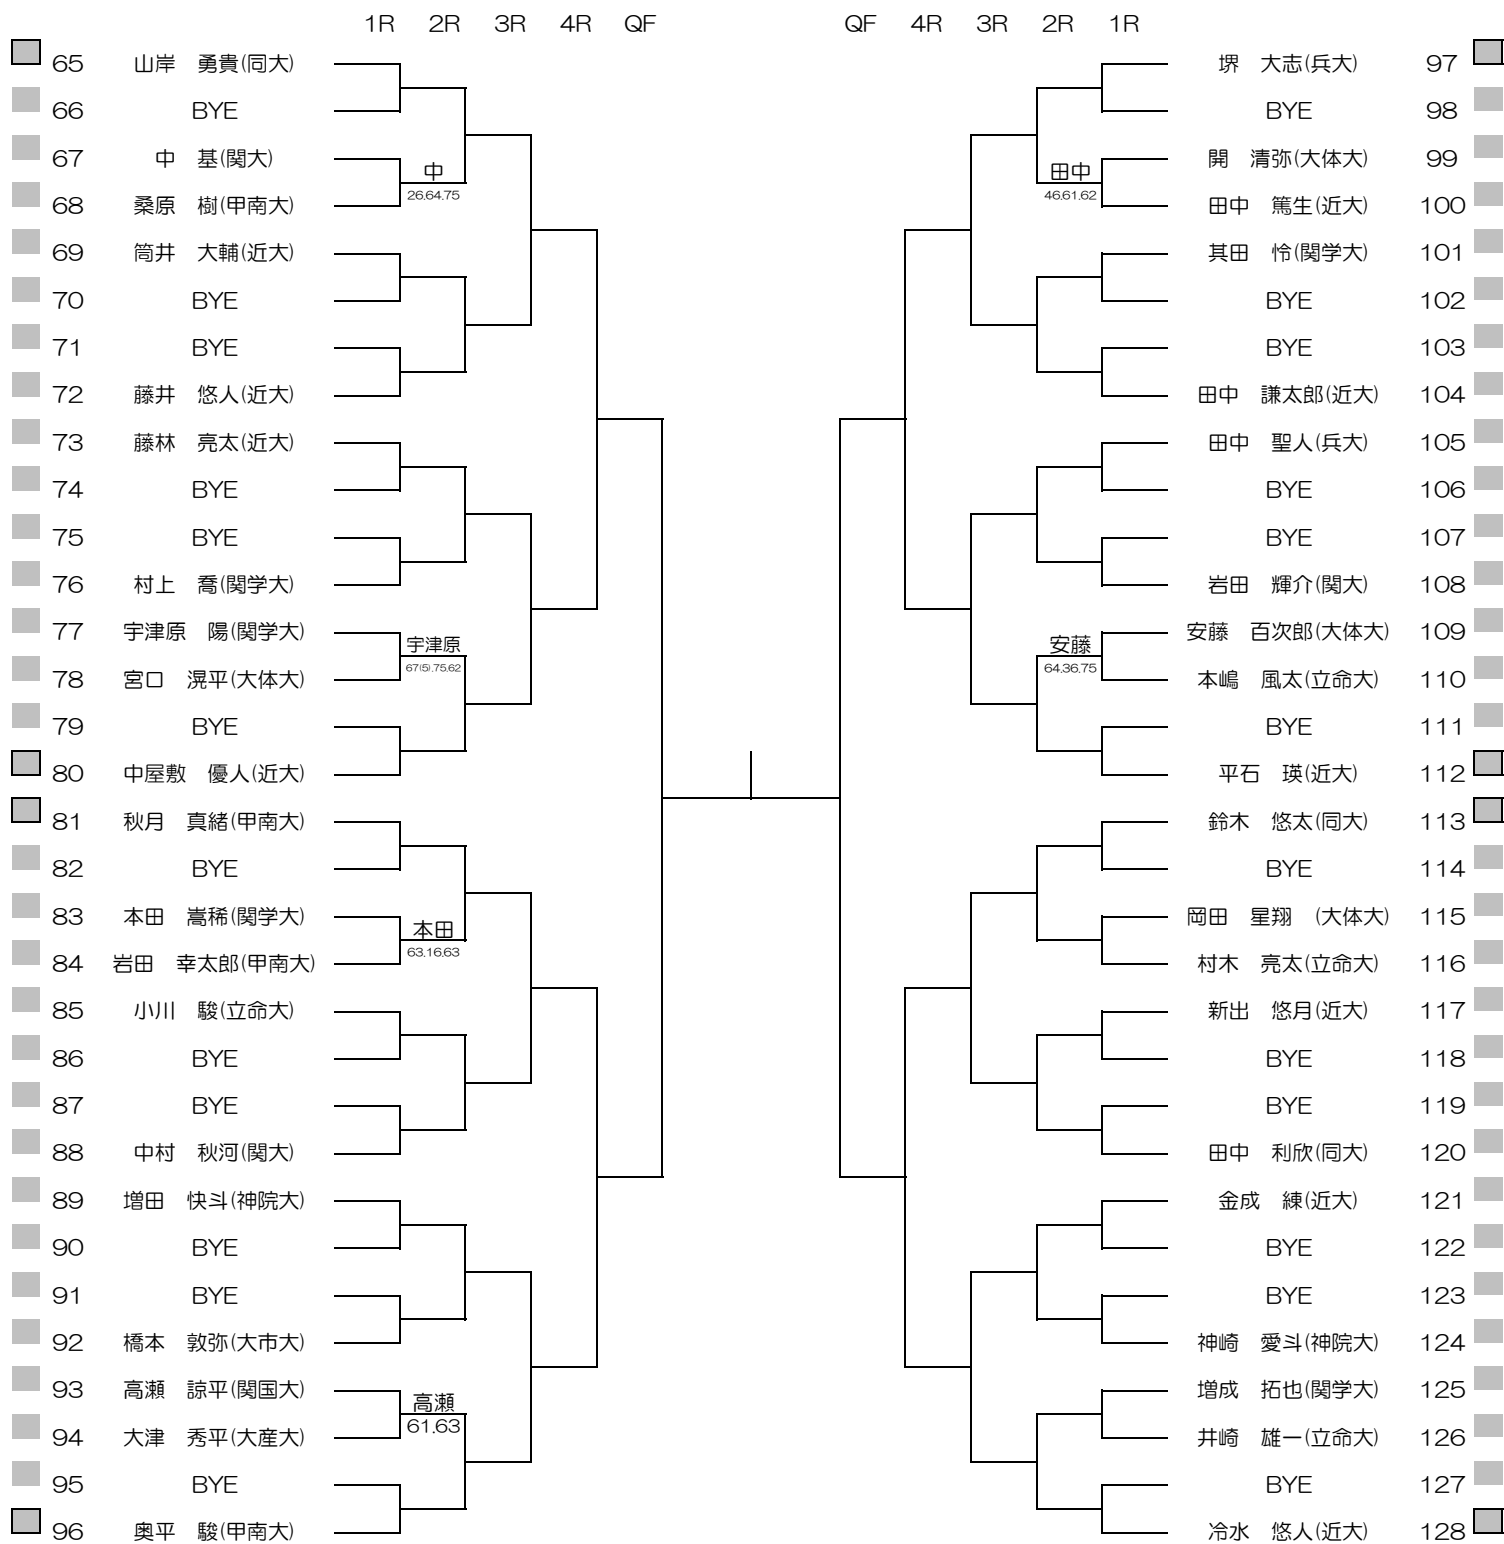 1R 2R 3R 4R QF QF 4R 3R 2R 1R
65 山岸 勇貴(同大) 堺 大志(兵大) 97
66 BYE BYE 98
67 中 基(関大) 開 清弥(大体大) 99
中 田中
68 桑原 樹(甲南大) 26.64.75 46.61.62 田中 篤生(近大) 100
69 筒井 大輔(近大) 其田 怜(関学大) 101
70 BYE BYE 102
71 BYE BYE 103
72 藤井 悠人(近大) 田中 謙太郎(近大) 104
73 藤林 亮太(近大) 田中 聖人(兵大) 105
74 BYE BYE 106
75 BYE BYE 107
76 村上 喬(関学大) 岩田 輝介(関大) 108
77 宇津原 陽(関学大) 安藤 百次郎(大体大) 109
宇津原 安藤
78 宮口 滉平(大体大) 67(5).75.62 64.36.75 本嶋 風太(立命大) 110
79 BYE BYE 111
80 中屋敷 優人(近大) 平石 瑛(近大) 112
81 秋月 真緒(甲南大) 鈴木 悠太(同大) 113
82 BYE BYE 114
83 本田 嵩稀(関学大) 岡田 星翔 (大体大) 115
本田
84 岩田 幸太郎(甲南大) 63.16.63 村木 亮太(立命大) 116
85 小川 駿(立命大) 新出 悠月(近大) 117
86 BYE BYE 118
87 BYE BYE 119
88 中村 秋河(関大) 田中 利欣(同大) 120
89 増田 快斗(神院大) 金成 練(近大) 121
90 BYE BYE 122
91 BYE BYE 123
92 橋本 敦弥(大市大) 神崎 愛斗(神院大) 124
93 高瀬 諒平(関国大) 増成 拓也(関学大) 125
高瀬
94 大津 秀平(大産大) 61.63 井崎 雄一(立命大) 126
95 BYE BYE 127
96 奥平 駿(甲南大) 冷水 悠人(近大) 128